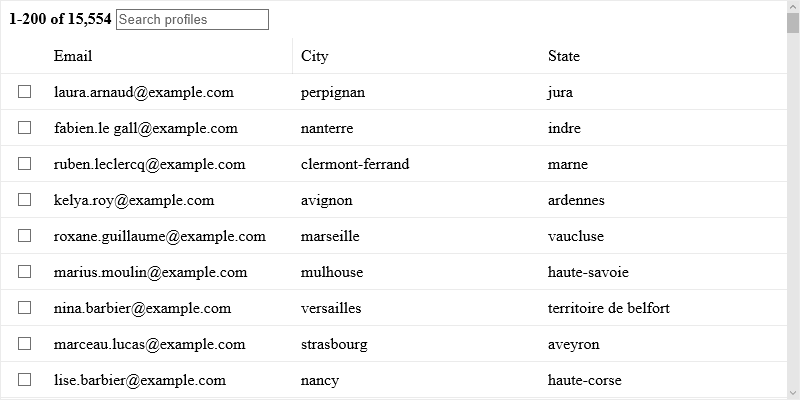 1-200 of 15,554 Search profiles
Email City State
laura.arnaud@example.com perpignan jura
fabien.le gall@example.com nanterre indre
ruben.leclercq@example.com clermont-ferrand marne
kelya.roy@example.com avignon ardennes
roxane.guillaume@example.com marseille vaucluse
marius.moulin@example.com mulhouse haute-savoie
nina.barbier@example.com versailles territoire de belfort
marceau.lucas@example.com strasbourg aveyron
lise.barbier@example.com nancy haute-corse